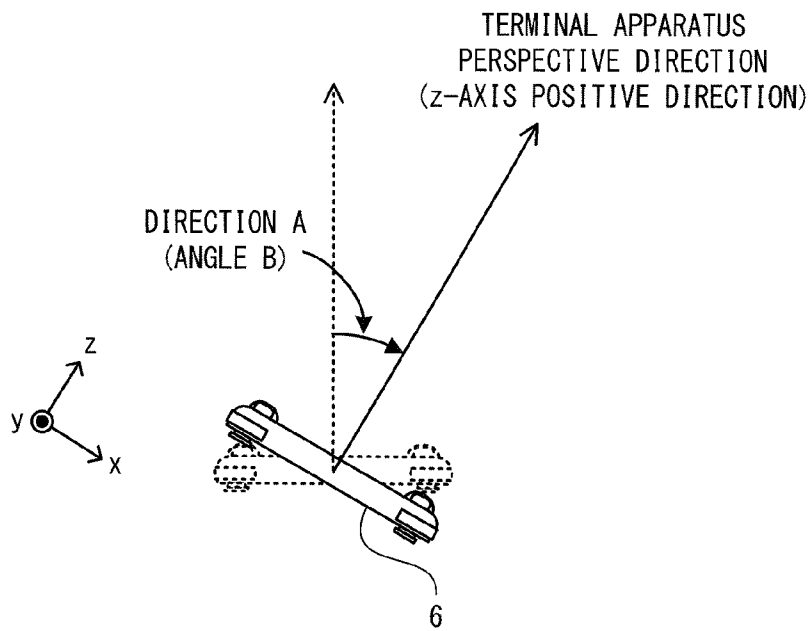 TERMINAL APPARATUS
PERSPECTIVE DIRECTION
(z-AXIS POSITIVE DIRECTION)
DIRECTION A
(ANGLE B)
z
y
x
6